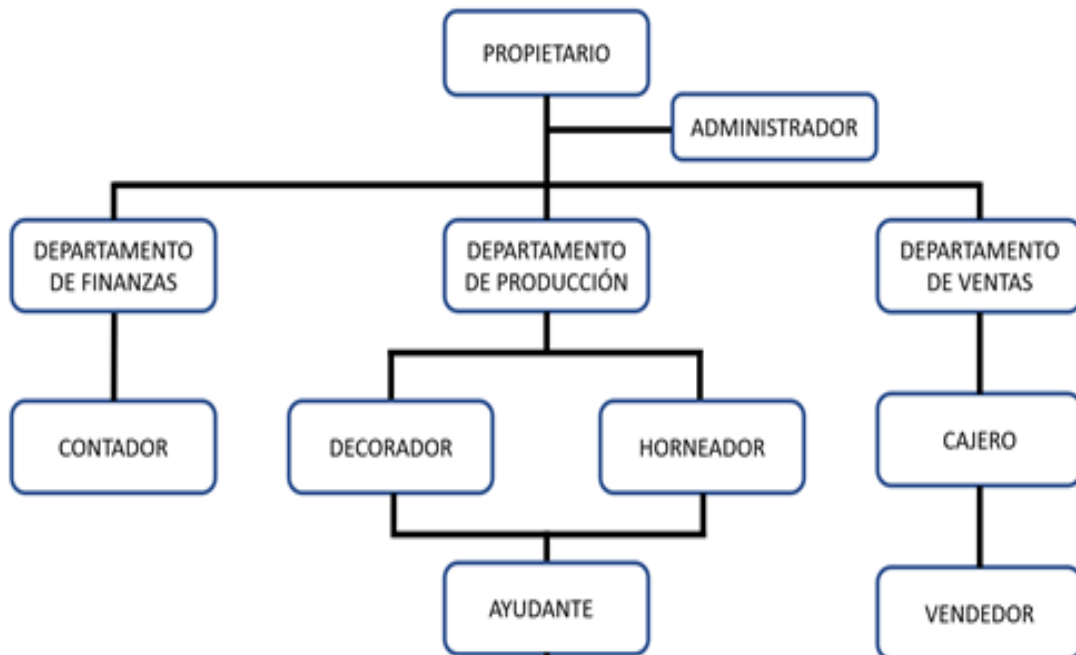 PROPIETARIO
ADMINISTRADOR
DEPARTAMENTO
DE FINANZAS
DEPARTAMENTO
DE PRODUCCIÓN
DEPARTAMENTO
DE VENTAS
CONTADOR
DECORADOR
HORNEADOR
CAJERO
AYUDANTE
VENDEDOR